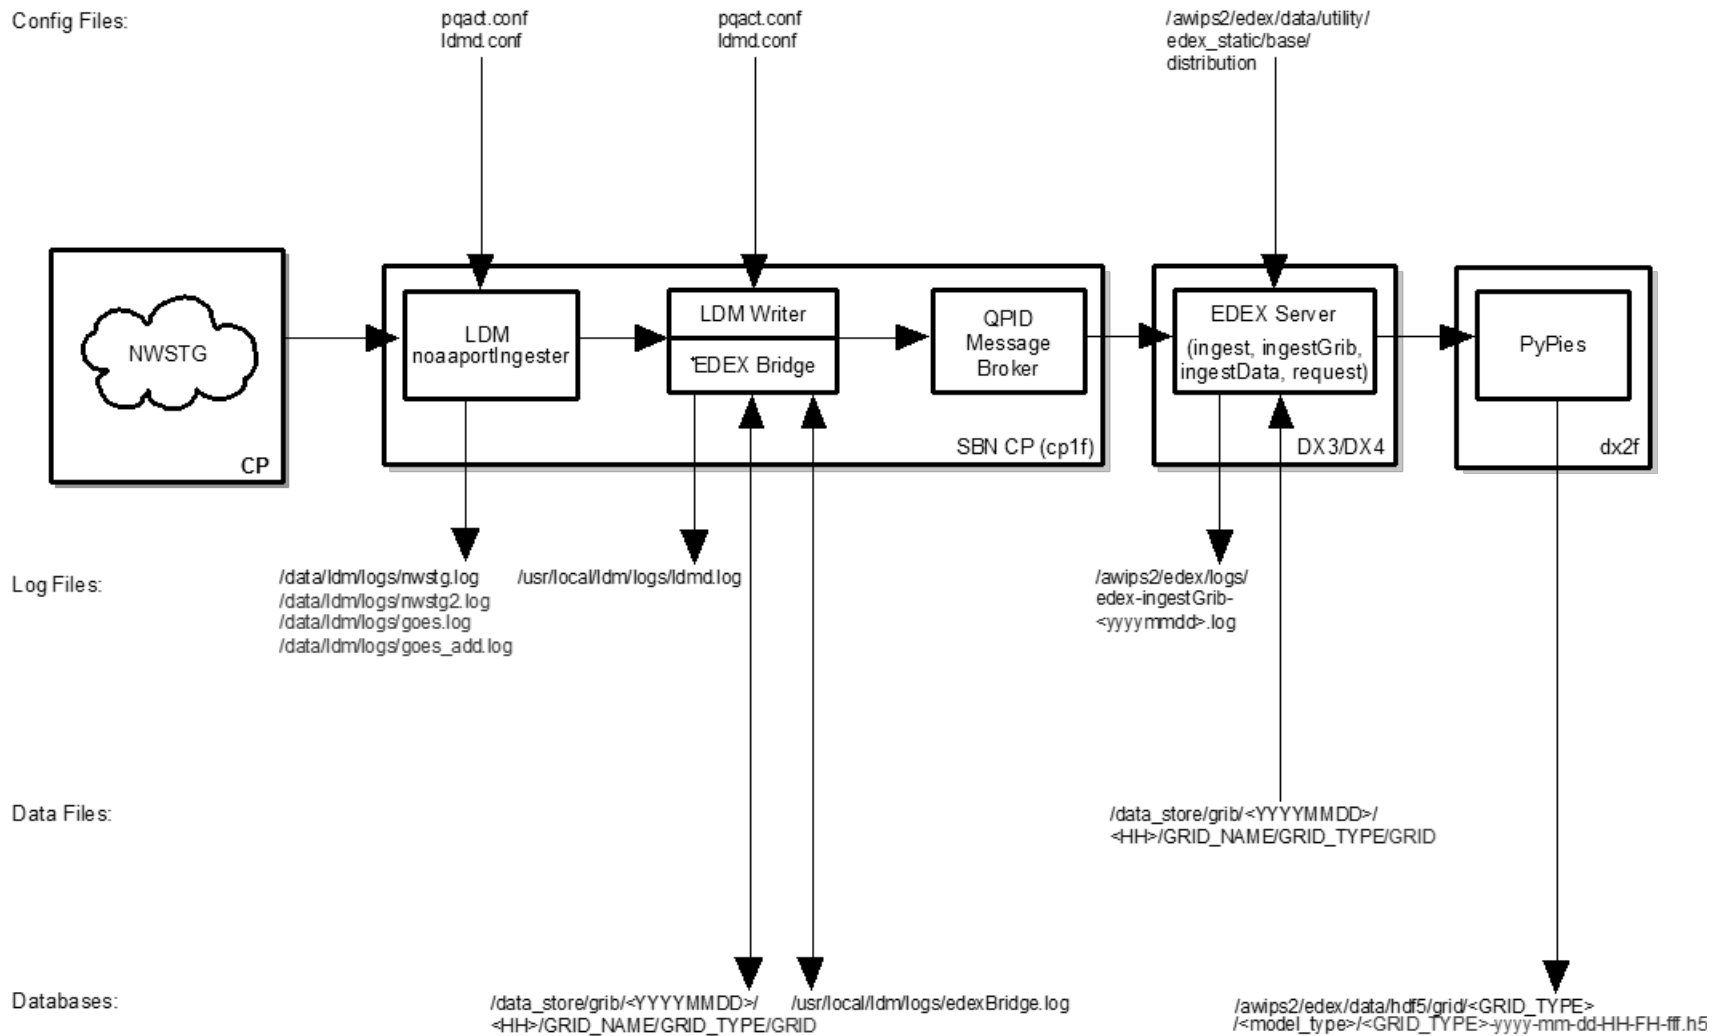 Config Files:
pqact.conf
ldmd.conf
pqact.conf
ldmd.conf
/awips2/edex/data/utility/
edex_static/base/
distribution
NWSTG
CP
LDM
noaaportIngester
LDM Writer
*EDEX Bridge
QPID
Message
Broker
SBN CP (cp1f)
EDEX Server
(ingest, ingestGrib,
ingestData, request)
DX3/DX4
PyPies
dx2f
Log Files:
/data/ldm/logs/nwstg.log
/data/ldm/logs/nwstg2.log
/data/ldm/logs/goes.log
/data/ldm/logs/goes_add.log
/usr/local/ldm/logs/ldmd.log
/awips2/edex/logs/
edex-ingestGrib-
<yyyymmdd>.log
Data Files:
/data_store/grib/<YYYYMMDD>/
<HH>/GRID_NAME/GRID_TYPE/GRID
Databases:
/data_store/grib/<YYYYMMDD>/
<HH>/GRID_NAME/GRID_TYPE/GRID
/usr/local/ldm/logs/edexBridge.log
/awips2/edex/data/hdf5/grid/<GRID_TYPE>
/<model_type>/<GRID_TYPE>-yyyy-mm-dd-HH-FH-fff.h5